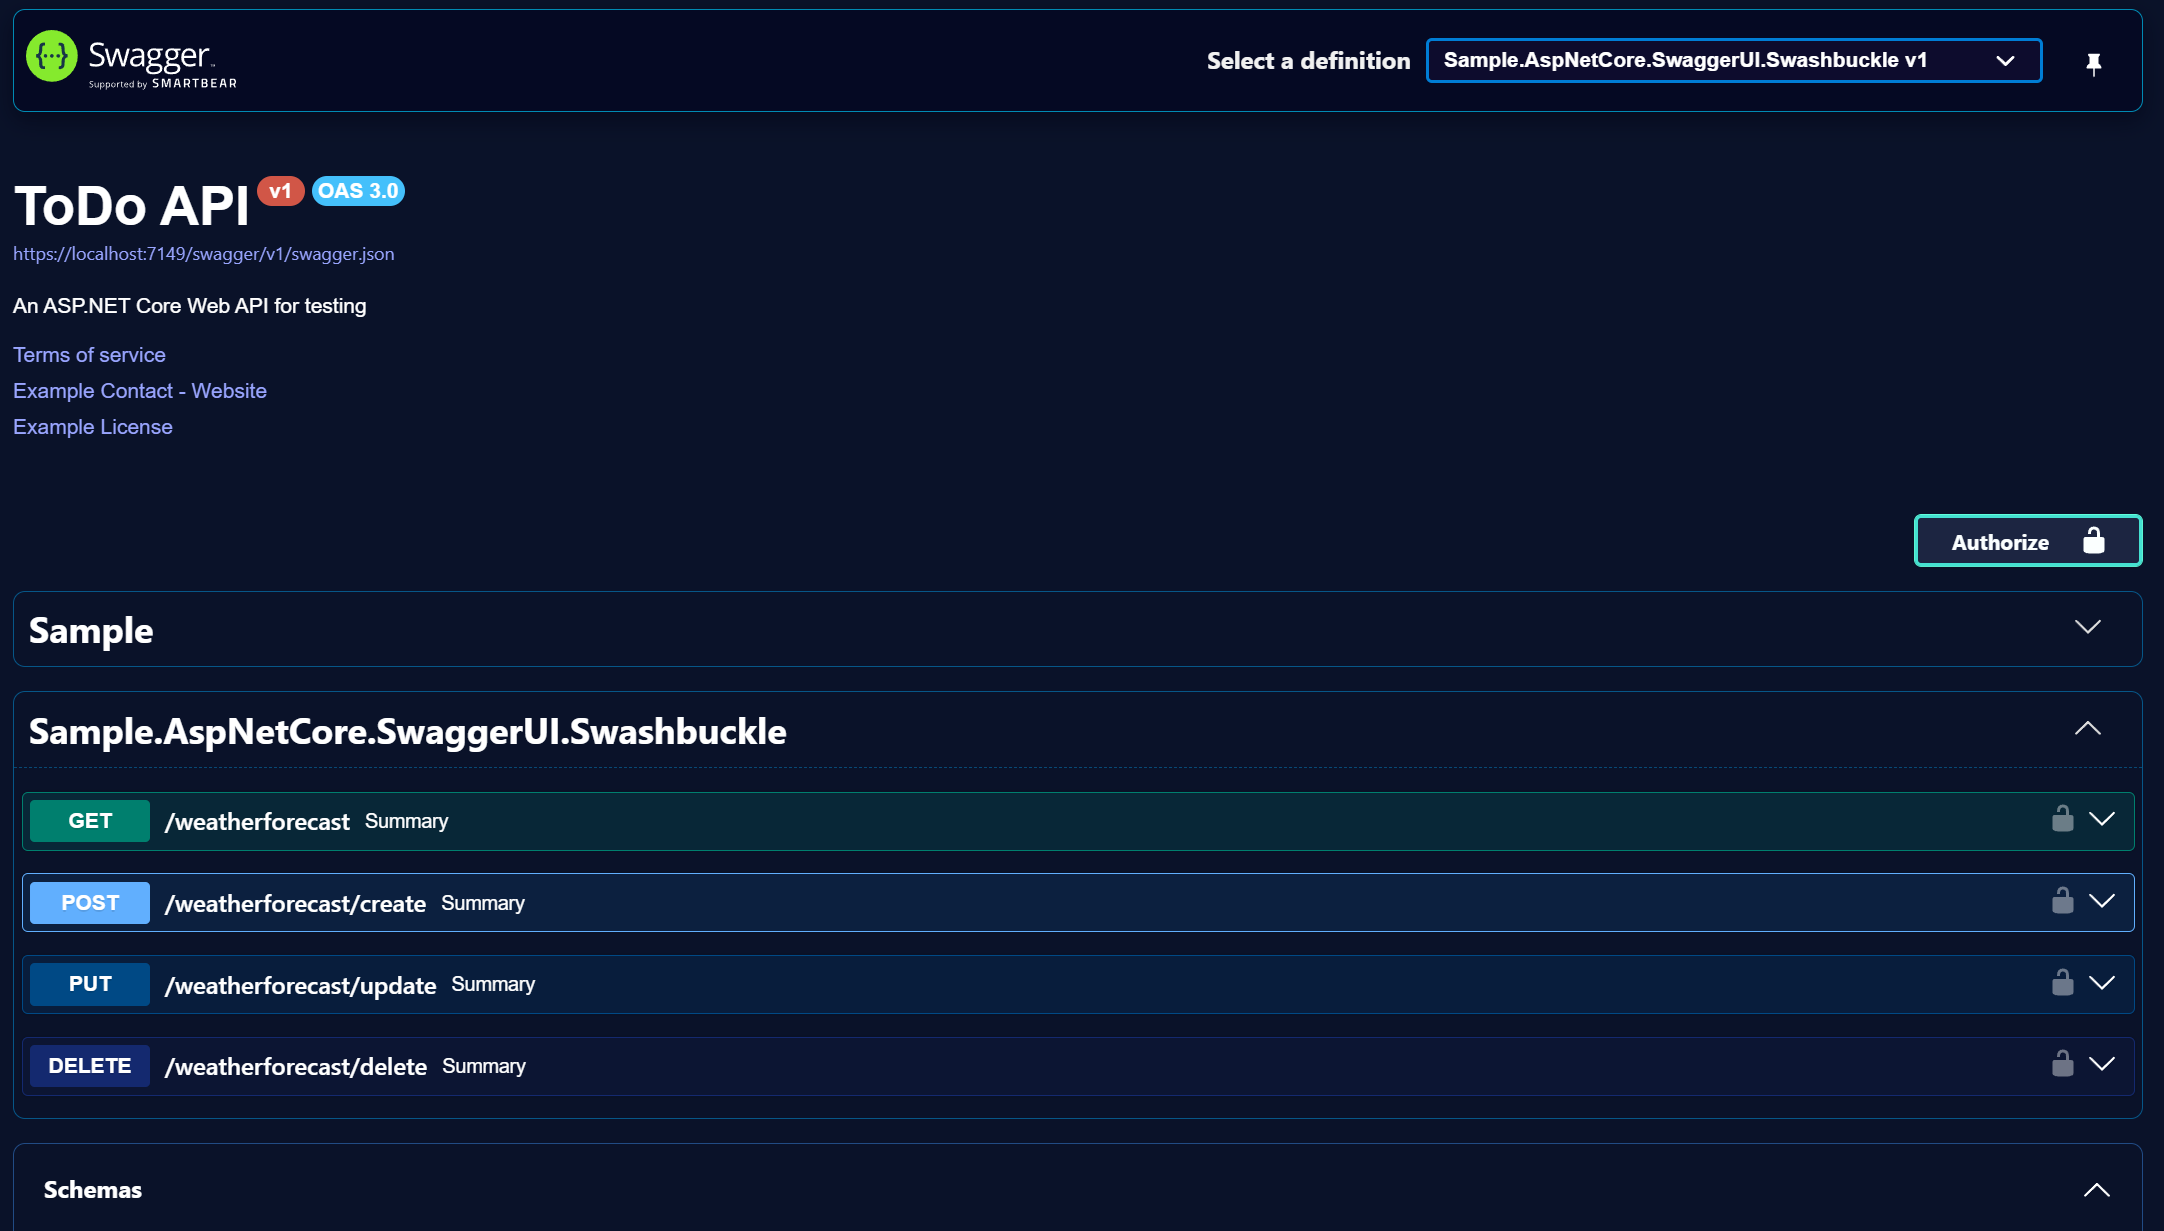 {···} Swagger™
Supported by SMARTBEAR
Select a definition Sample.AspNetCore.SwaggerUI.Swashbuckle v1
ToDo API v1 OAS 3.0
https://localhost:7149/swagger/v1/swagger.json
An ASP.NET Core Web API for testing
Terms of service
Example Contact - Website
Example License
Authorize
Sample
Sample.AspNetCore.SwaggerUI.Swashbuckle
GET /weatherforecast Summary
POST /weatherforecast/create Summary
PUT /weatherforecast/update Summary
DELETE /weatherforecast/delete Summary
Schemas